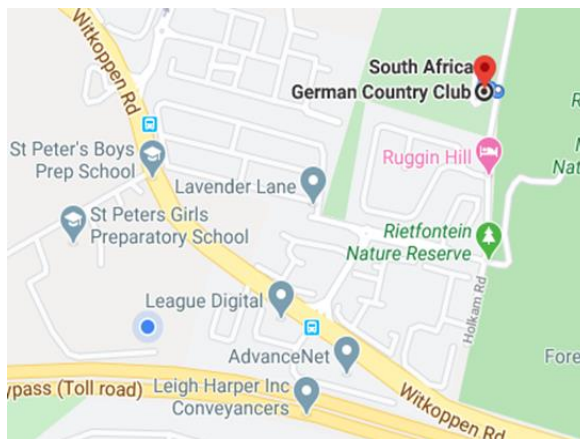 Witkoppen Rd
South Africa
German Country Club
St Peter's Boys
Prep School
Ruggin Hill
Lavender Lane
St Peters Girls
Preparatory School
Rietfontein
Nature Reserve
League Digital
Holkam Rd
AdvanceNet
Fore
Leigh Harper Inc
Conveyancers
ypass (Toll road)
Witkoppen Rd